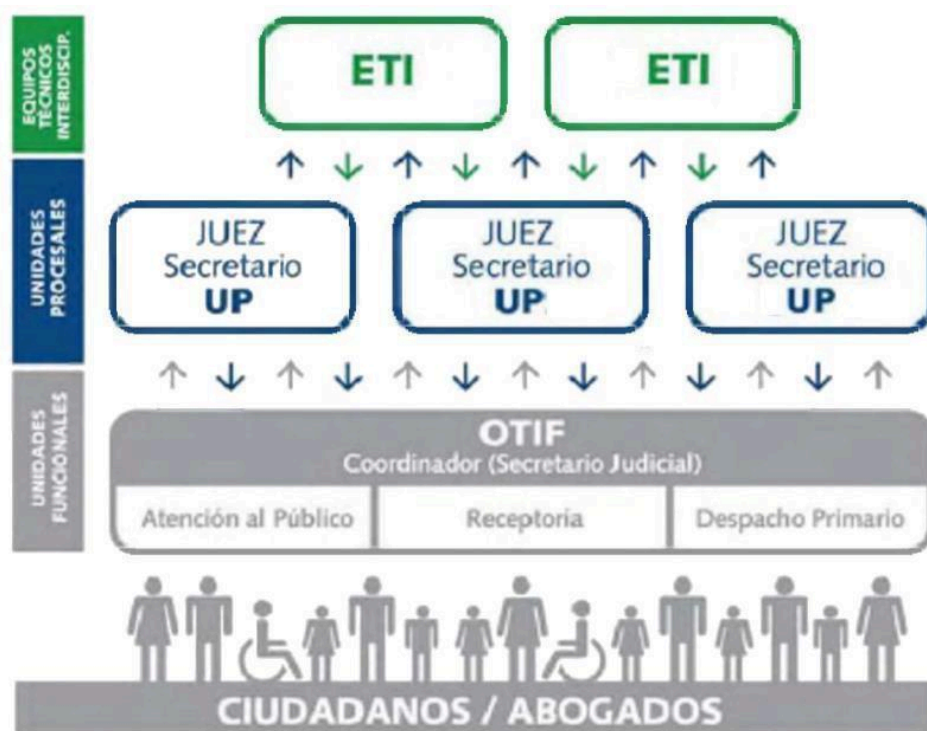 EQUIPOS
TÉCNICOS
INTERDISCIP.
ETI
ETI
UNIDADES
PROCESALES
JUEZ
Secretario
UP
JUEZ
Secretario
UP
JUEZ
Secretario
UP
UNIDADES
FUNCIONALES
OTIF
Coordinador (Secretario Judicial)
Atención al Público
Receptoria
Despacho Primario
CIUDADANOS / ABOGADOS